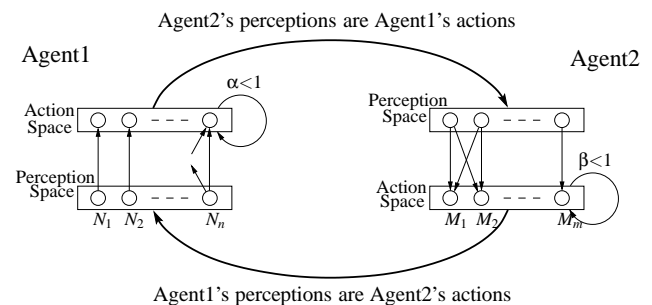 Agent2's perceptions are Agent1's actions
Agent1
Agent2
α<1
Action
Space
Perception
Space
Perception
Space
β<1
Action
Space
N1 N2 Nn
M1 M2 Mm
Agent1's perceptions are Agent2's actions